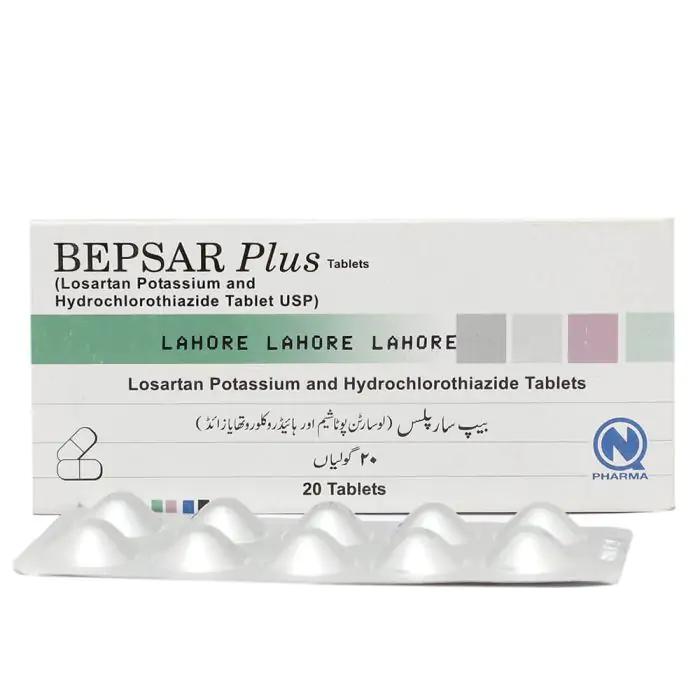 BEPSAR Plus Tablets
(Losartan Potassium and
Hydrochlorothiazide Tablet USP)
LAHORE LAHORE LAHORE
Losartan Potassium and Hydrochlorothiazide Tablets
بیپ سار پلس (لوسارٹن پوٹاشیم اور ہائیڈروکلوروتھایازائڈ)
۲۰ گولیاں
20 Tablets
NQ
PHARMA